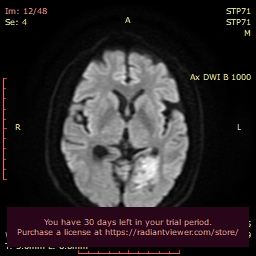 Im: 12/48
Se: 4
A
STP71
STP71
M
Ax DWI B 1000
R
L
You have 30 days left in your trial period.
Purchase a license at https://radiantviewer.com/store/